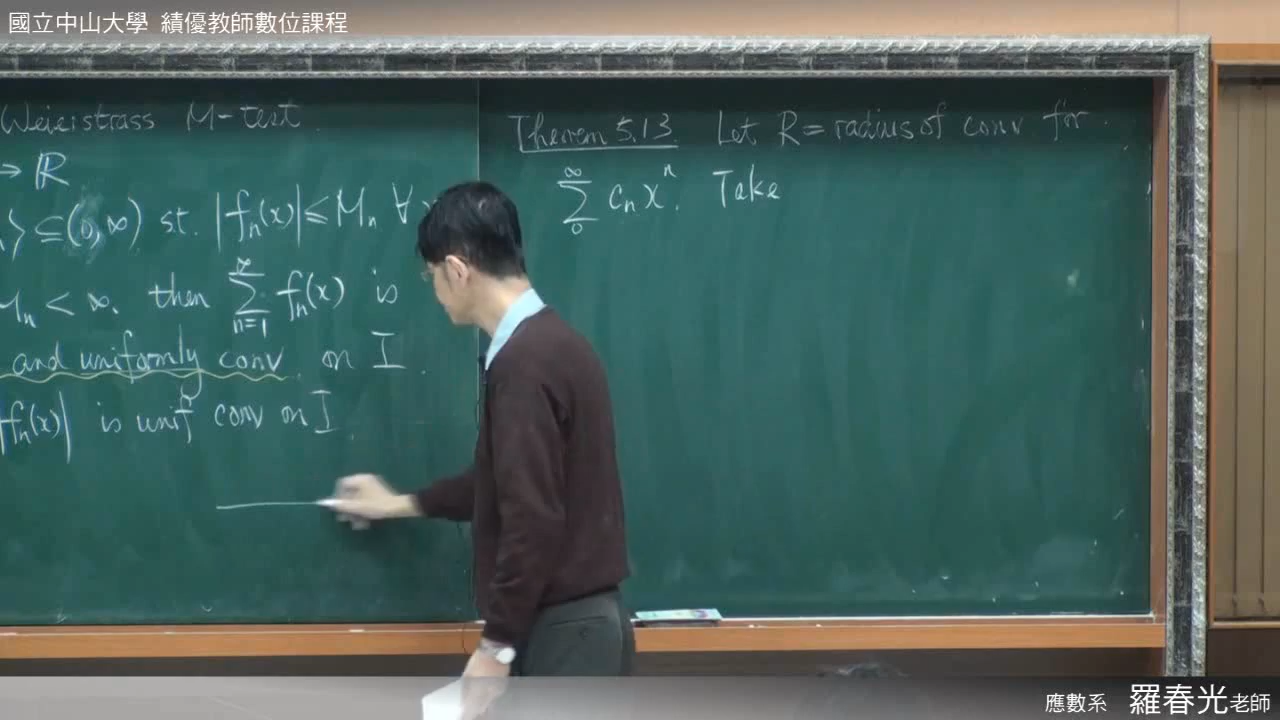 國立中山大學 績優教師數位課程
Weierstrass M-test
→ ℝ
⊆(0,∞) st. |fₙ(x)|≤Mₙ ∀
Mₙ < ∞. then ∑ₙ₌₁^∞ fₙ(x) is
and uniformly conv. on I.
|fₙ(x)| is unif conv on I
Theorem 5.13. Let R = radius of conv for
∑₀^∞ cₙxⁿ. Take
應數系 羅春光老師